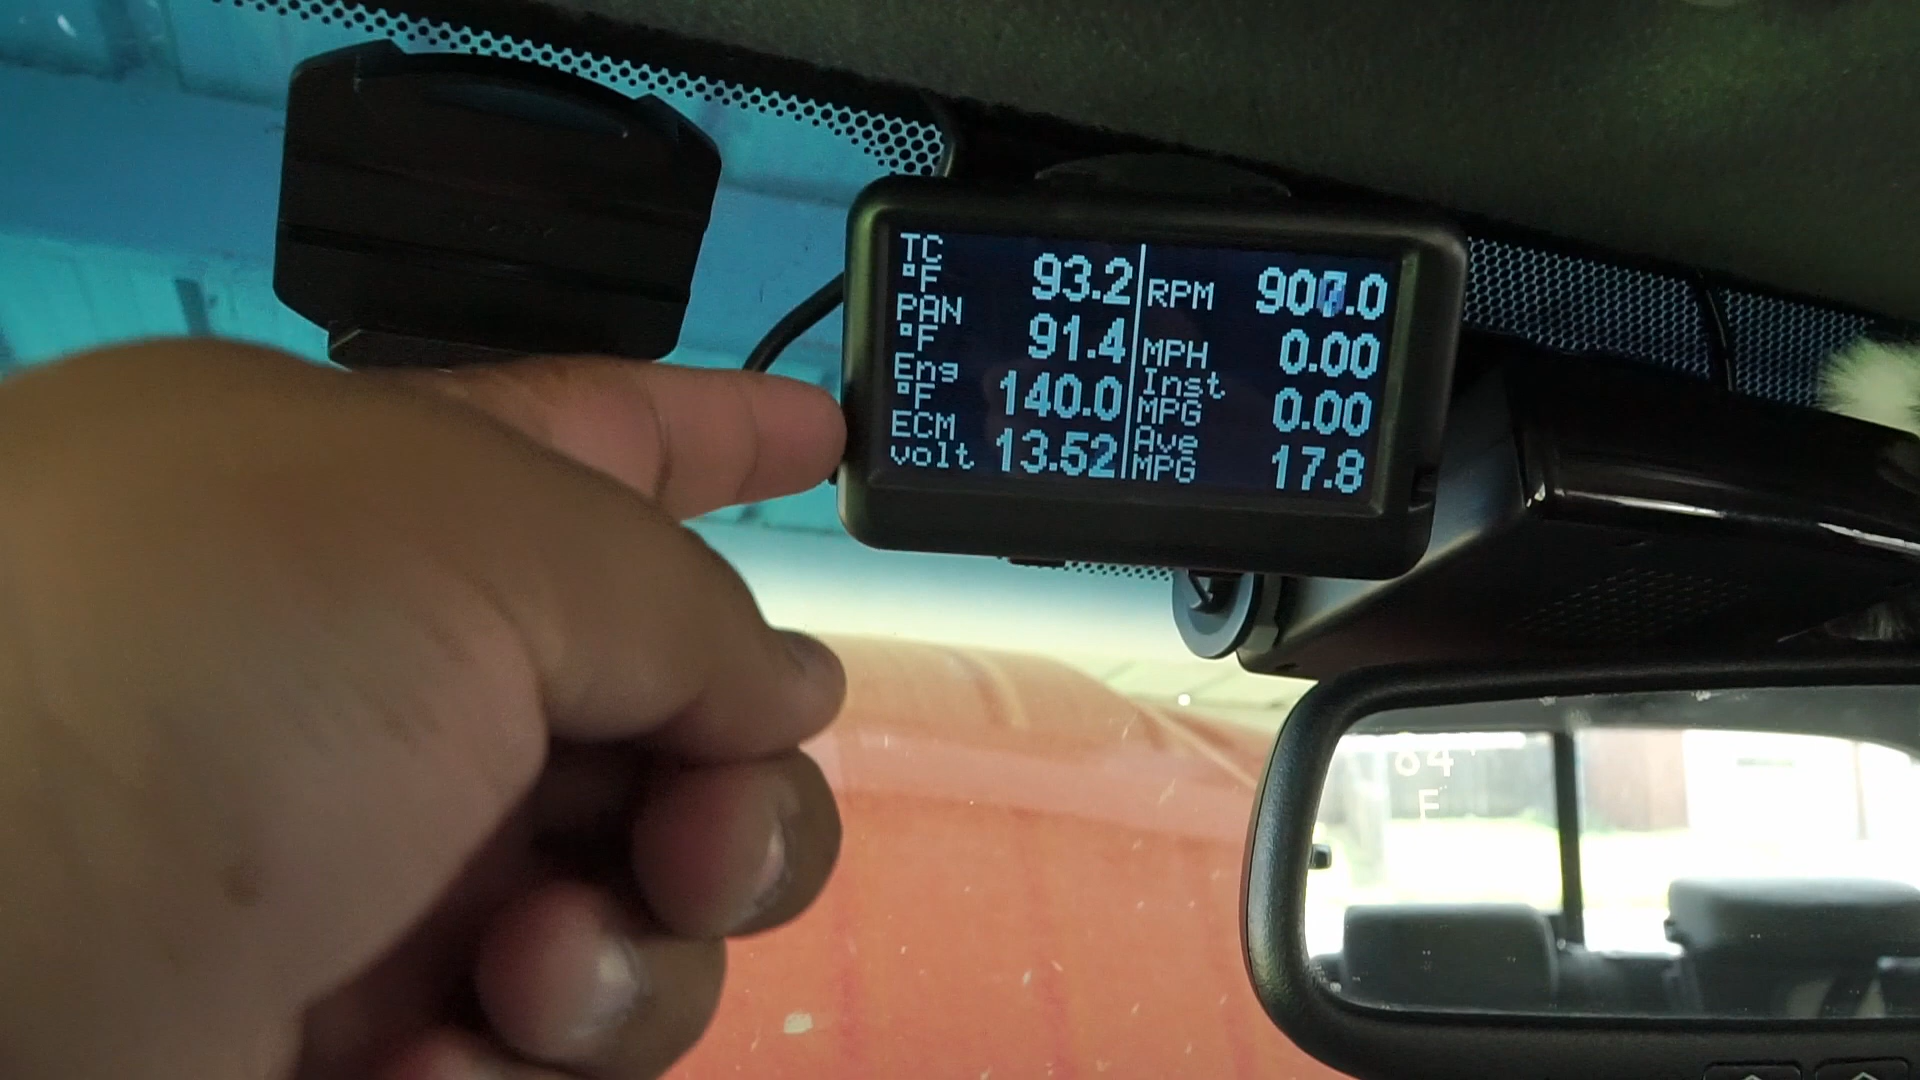 TC °F 93.2
PAN °F 91.4
Eng °F 140.0
ECM volt 13.52
RPM 907.0
MPH 0.00
Inst MPG 0.00
Ave MPG 17.8
64
F